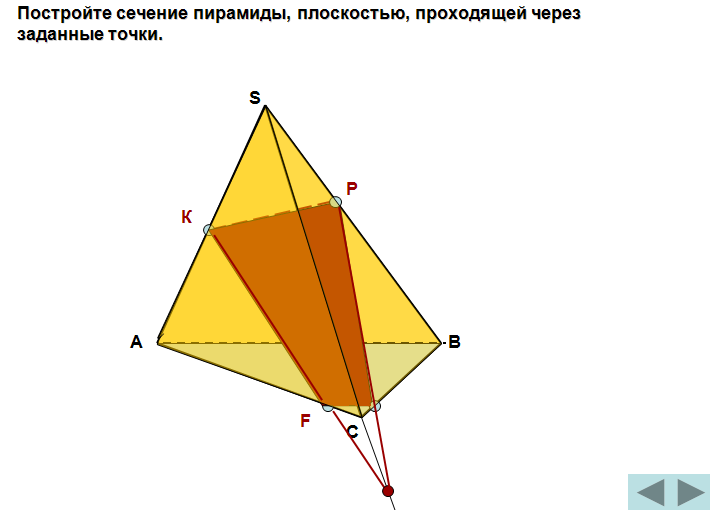 Постройте сечение пирамиды, плоскостью, проходящей через
заданные точки.
S
P
К
А
В
F
С